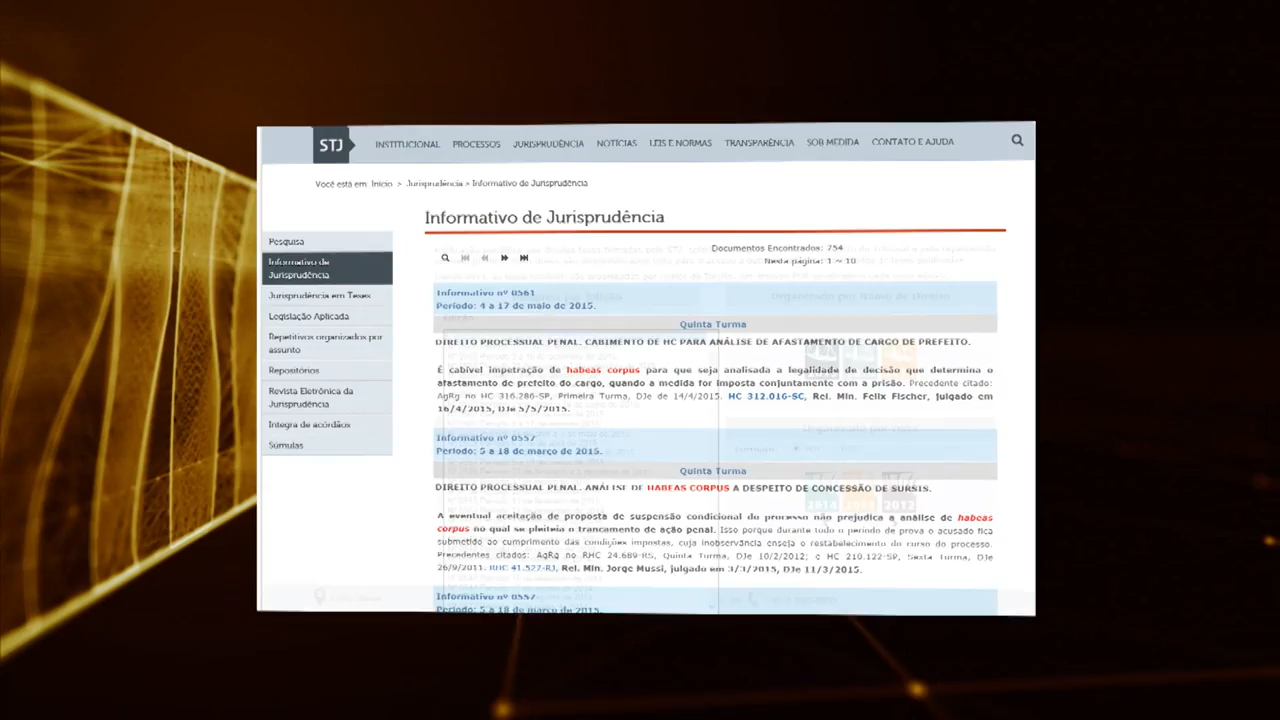 STJ INSTITUCIONAL PROCESSOS JURISPRUDÊNCIA NOTÍCIAS LEIS E NORMAS TRANSPARÊNCIA SOB MEDIDA CONTATO E AJUDA
Você está em: Início > Jurisprudência > Informativo de Jurisprudência
Pesquisa
Informativo de
Jurisprudência
Jurisprudência em Teses
Legislação Aplicada
Repetitivos organizados por
assunto
Repositórios
Revista Eletrônica da
Jurisprudência
Integra de acórdãos
Súmulas
Informativo de Jurisprudência
Documentos Encontrados: 754
Nesta página: 1 ~ 10
Informativo nº 0561
Período: 4 a 17 de maio de 2015.
Quinta Turma
DIREITO PROCESSUAL PENAL. CABIMENTO DE HC PARA ANÁLISE DE AFASTAMENTO DE CARGO DE PREFEITO.
É cabível impetração de habeas corpus para que seja analisada a legalidade de decisão que determina o
afastamento de prefeito do cargo, quando a medida for imposta conjuntamente com a prisão. Precedente citado:
AgRg no HC 316.286-SP, Primeira Turma, DJe de 14/4/2015. HC 312.016-SC, Rel. Min. Felix Fischer, julgado em
16/4/2015, DJe 5/5/2015.
Informativo nº 0557
Período: 5 a 18 de março de 2015.
Quinta Turma
DIREITO PROCESSUAL PENAL. ANÁLISE DE HABEAS CORPUS A DESPEITO DE CONCESSÃO DE SURSIS.
A eventual aceitação de proposta de suspensão condicional do processo não prejudica a análise de habeas
corpus no qual se pleiteia o trancamento de ação penal. Isso porque durante todo o período de prova o acusado fica
submetido ao cumprimento das condições impostas, cuja inobservância enseja o restabelecimento do curso do processo.
Precedentes citados: AgRg no RHC 24.689-RS, Quinta Turma, DJe 10/2/2012; e HC 210.122-SP, Sexta Turma, DJe
26/9/2011. RHC 41.527-RJ, Rel. Min. Jorge Mussi, julgado em 3/3/2015, DJe 11/3/2015.
Informativo nº 0557
Período: 5 a 18 de março de 2015.